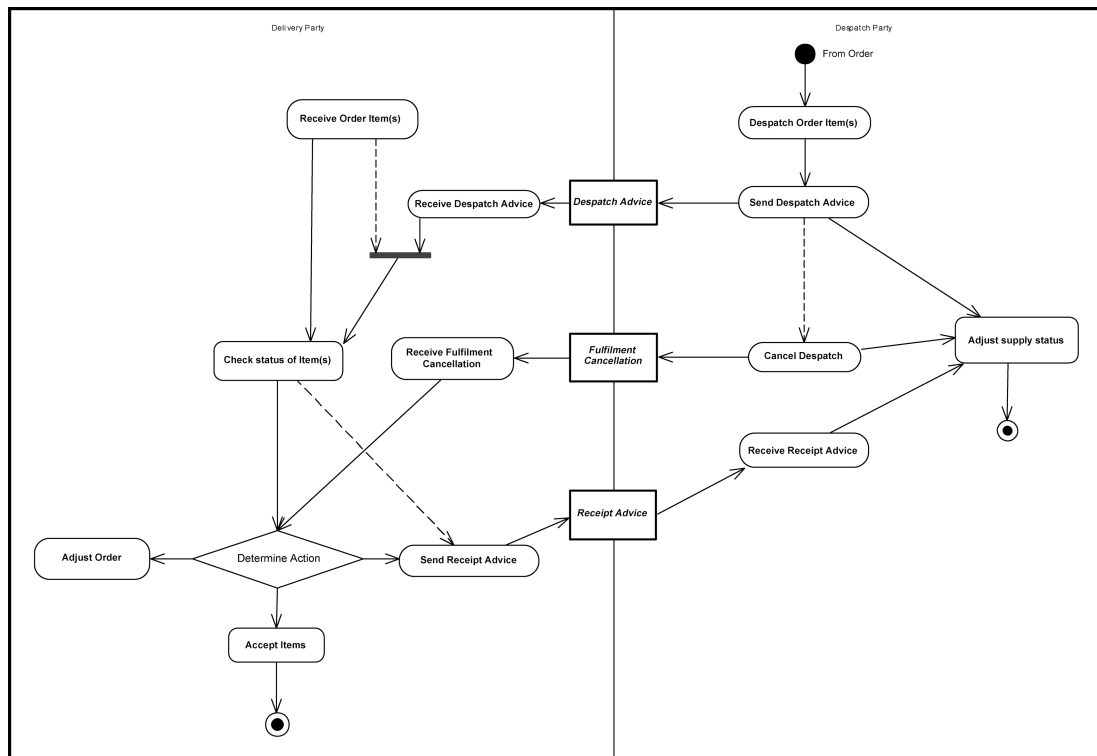 Delivery Party
Despatch Party
From Order
Receive Order Item(s)
Despatch Order Item(s)
Receive Despatch Advice
Despatch Advice
Send Despatch Advice
Check status of Item(s)
Receive Fulfilment
Cancellation
Fulfilment
Cancellation
Cancel Despatch
Adjust supply status
Receive Receipt Advice
Receipt Advice
Adjust Order
Determine Action
Send Receipt Advice
Accept Items